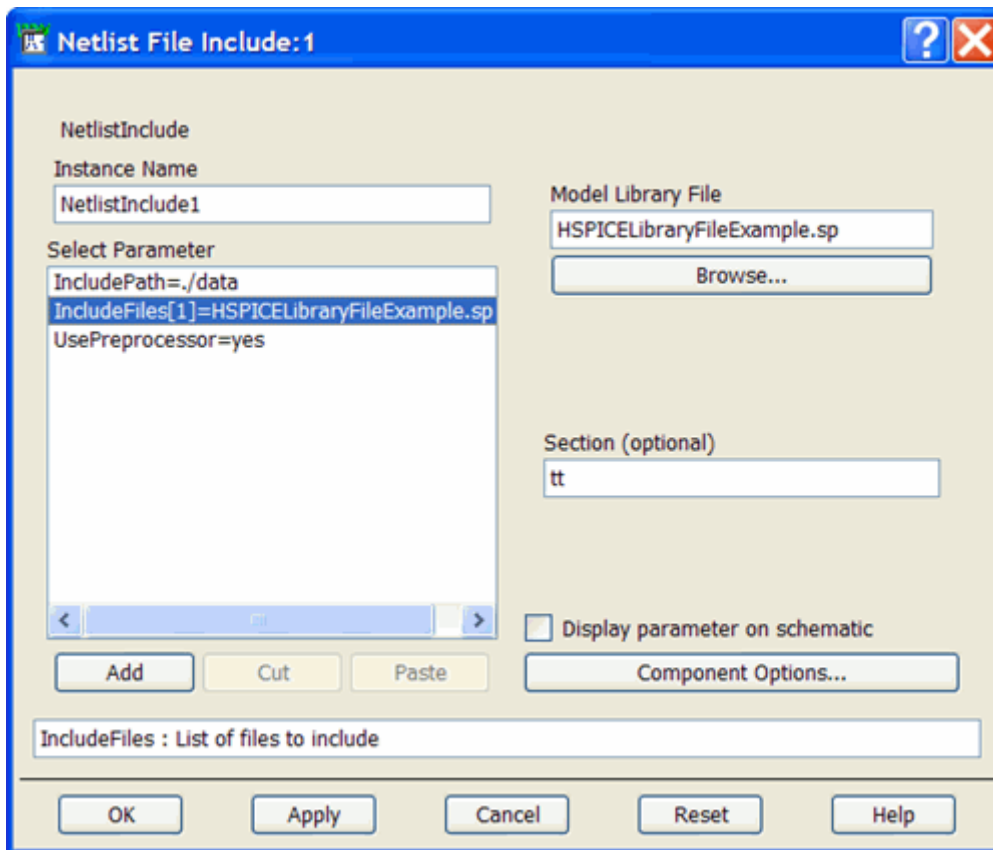 Netlist File Include:1
NetlistInclude
Instance Name
NetlistInclude1
Select Parameter
IncludePath=./data
IncludeFiles[1]=HSPICELibraryFileExample.sp
UsePreprocessor=yes
Model Library File
HSPICELibraryFileExample.sp
Browse...
Section (optional)
tt
Display parameter on schematic
Add Cut Paste
Component Options...
IncludeFiles : List of files to include
OK Apply Cancel Reset Help